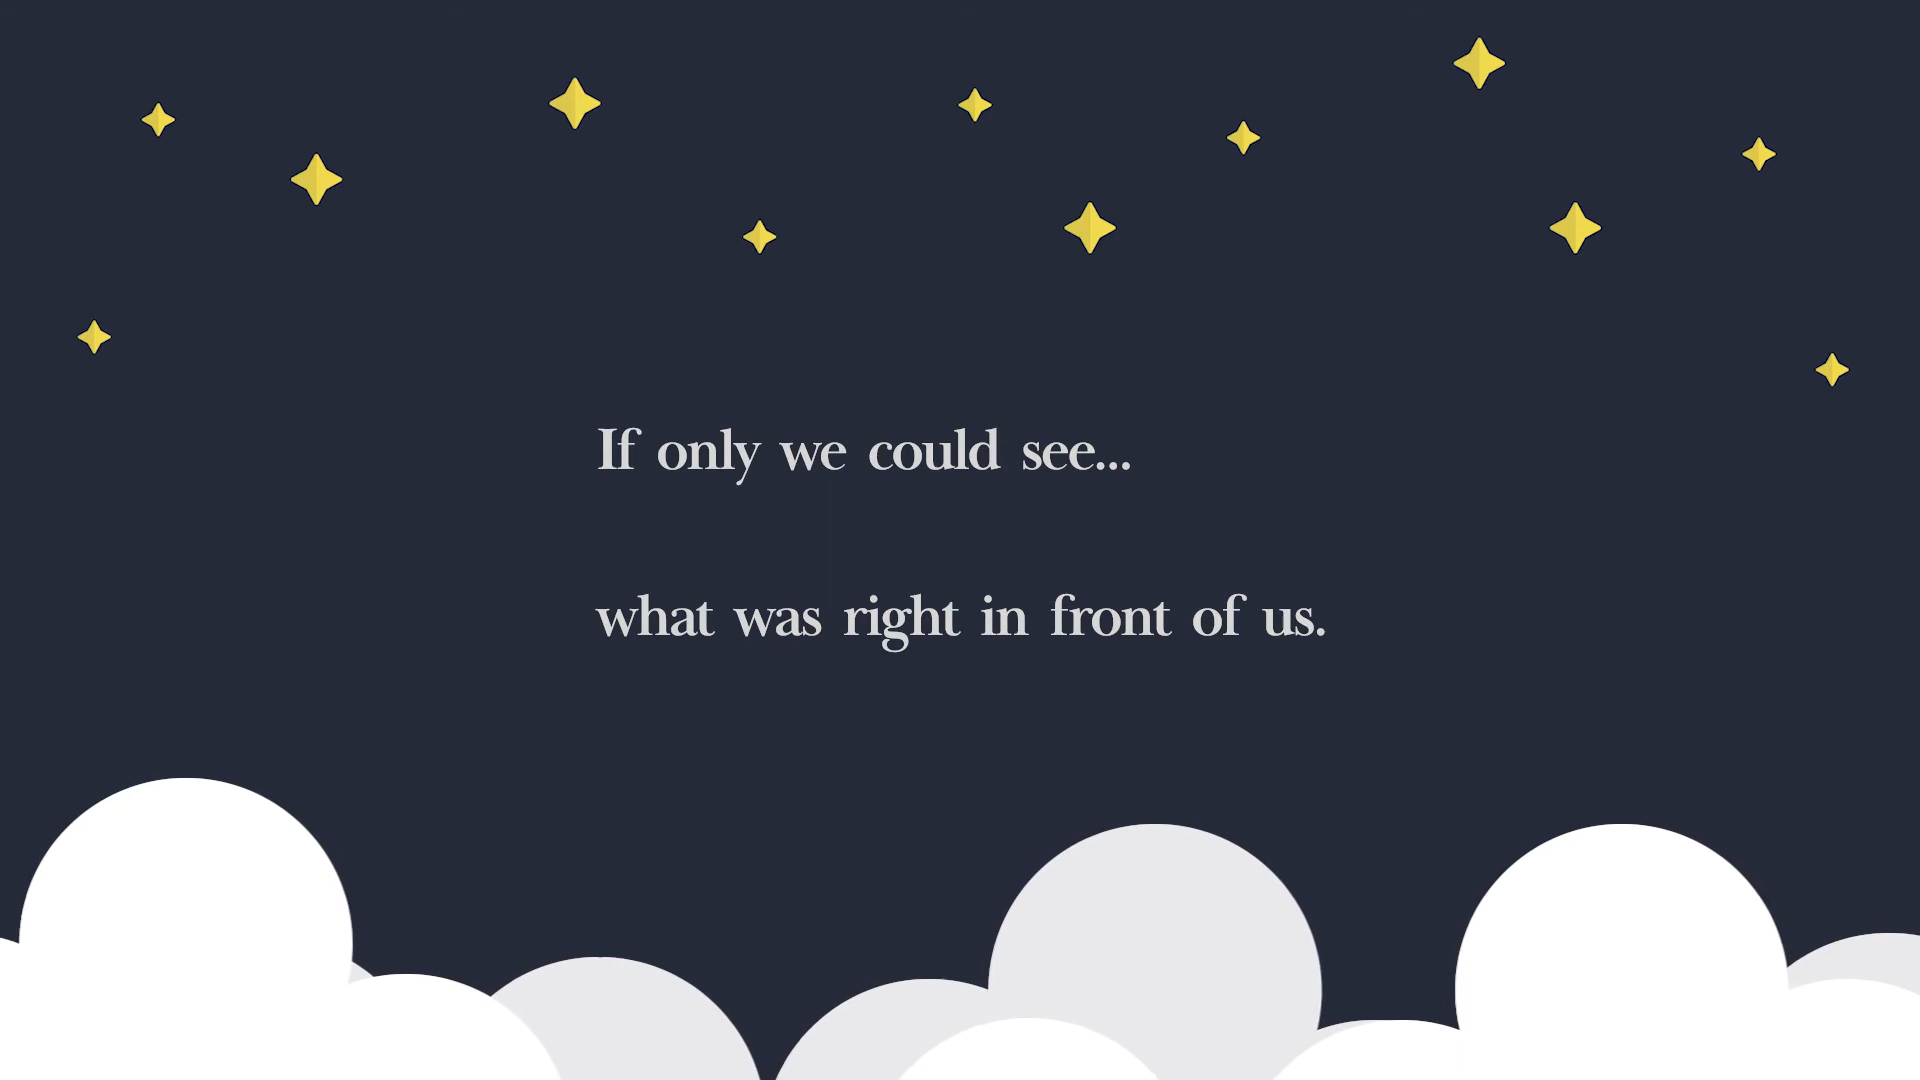 If only we could see...
what was right in front of us.